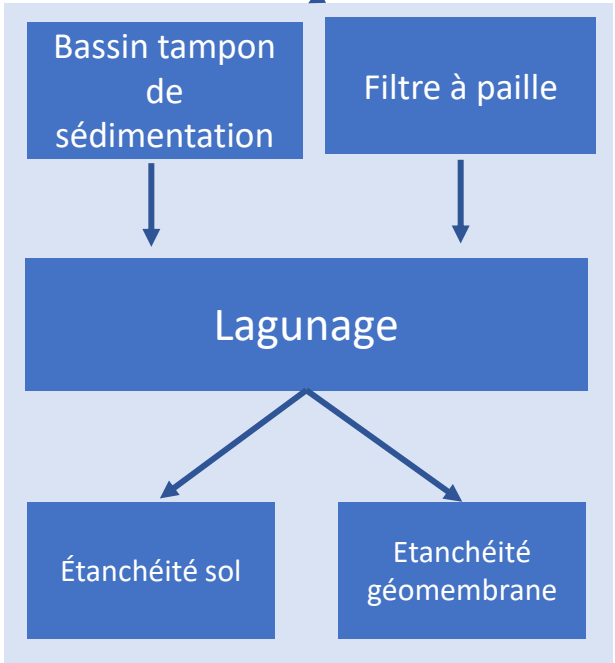 Bassin tampon
de
sédimentation
Filtre à paille
Lagunage
Étanchéité sol
Etanchéité
géomembrane